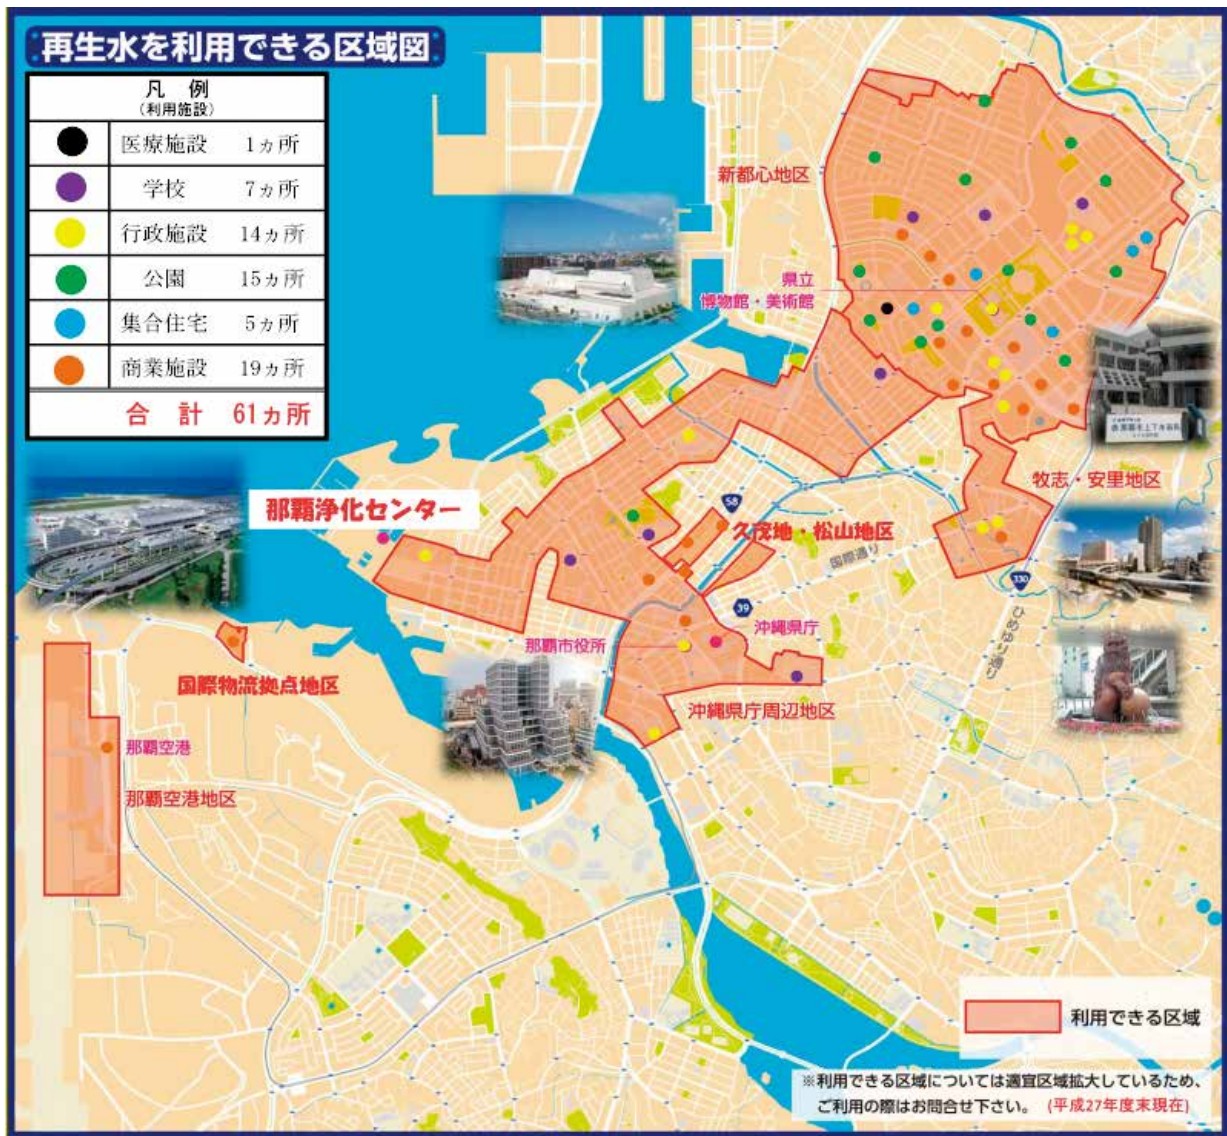 再生水を利用できる区域図
凡 例
(利用施設)
医療施設 1ヵ所
学校 7ヵ所
行政施設 14ヵ所
公園 15ヵ所
集合住宅 5ヵ所
商業施設 19ヵ所
合 計 61ヵ所
新都心地区
県立
博物館・美術館
那覇浄化センター
牧志・安里地区
58
久茂地・松山地区
国際通り
330
39
ひめゆり通り
沖縄県庁
那覇市役所
国際物流拠点地区
沖縄県庁周辺地区
那覇空港
那覇空港地区
利用できる区域
※利用できる区域については適宜区域拡大しているため、
ご利用の際はお問合せ下さい。 (平成27年度末現在)